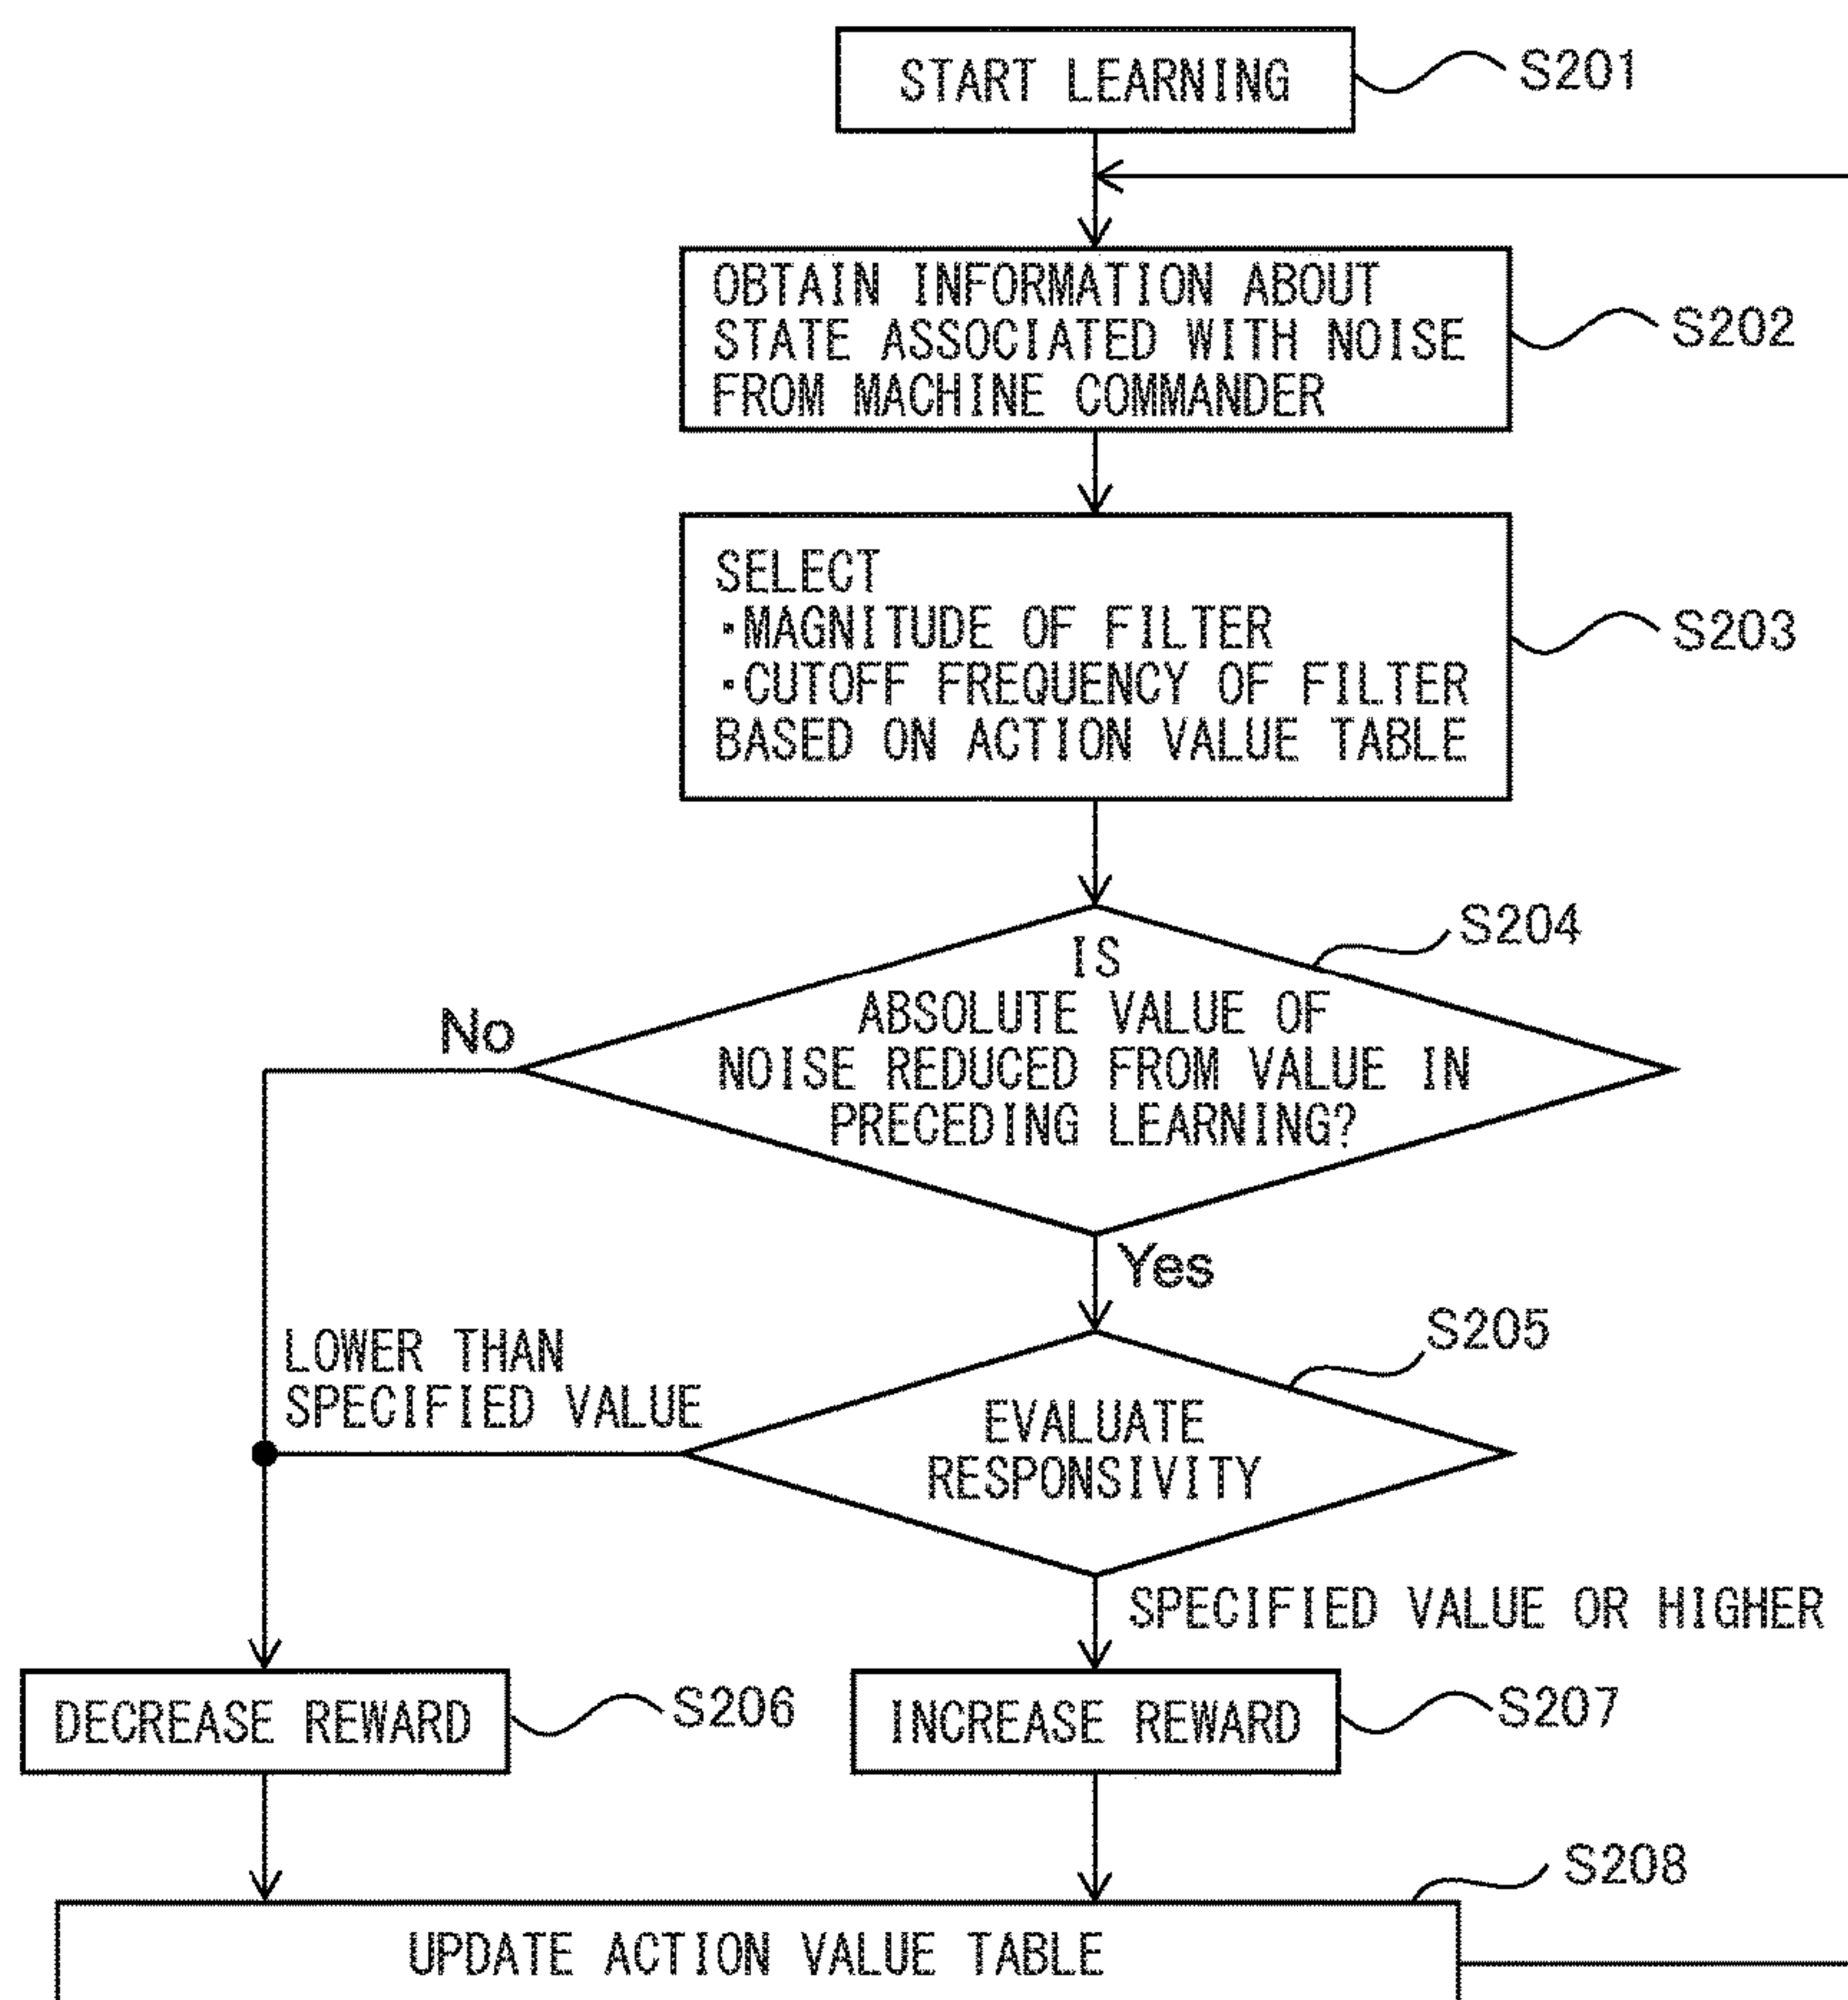 START LEARNING
S201
OBTAIN INFORMATION ABOUT
STATE ASSOCIATED WITH NOISE
FROM MACHINE COMMANDER
S202
SELECT
・MAGNITUDE OF FILTER
・CUTOFF FREQUENCY OF FILTER
BASED ON ACTION VALUE TABLE
S203
IS
ABSOLUTE VALUE OF
NOISE REDUCED FROM VALUE IN
PRECEDING LEARNING?
S204
No
Yes
LOWER THAN
SPECIFIED VALUE
EVALUATE
RESPONSIVITY
S205
SPECIFIED VALUE OR HIGHER
DECREASE REWARD
S206
INCREASE REWARD
S207
UPDATE ACTION VALUE TABLE
S208